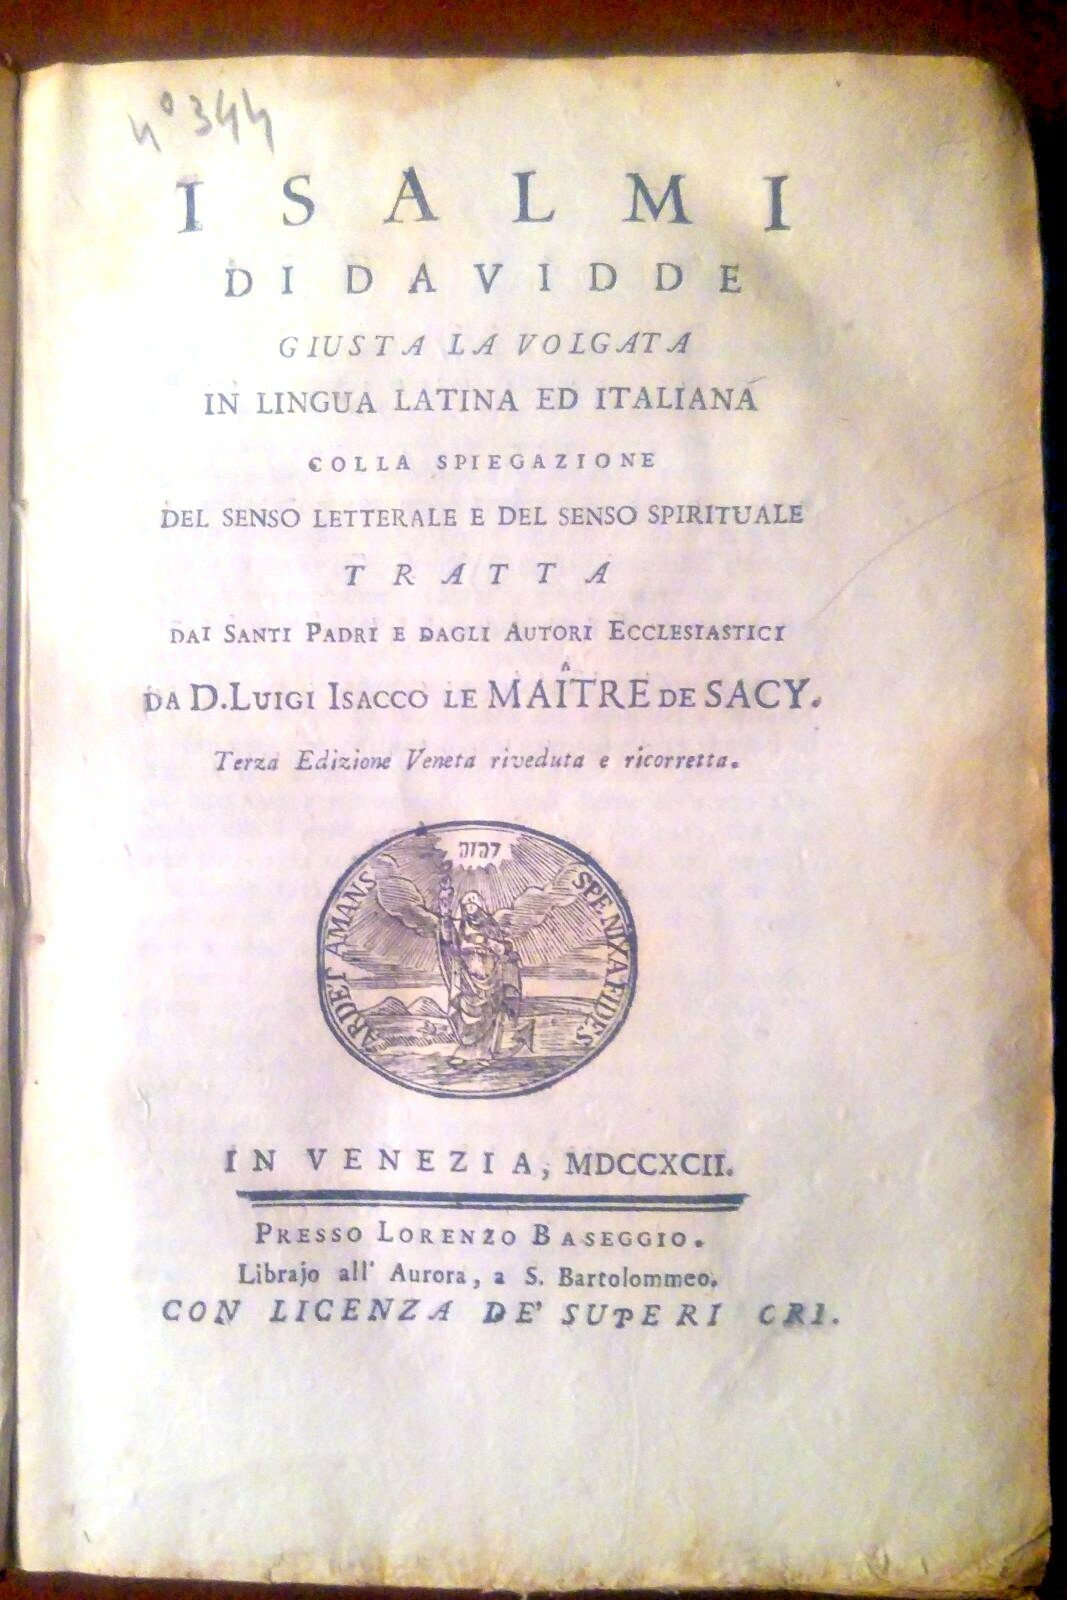 n° 344
I SALMI
DI DAVIDDE
GIUSTA LA VOLGATA
IN LINGUA LATINA ED ITALIANA
COLLA SPIEGAZIONE
DEL SENSO LETTERALE E DEL SENSO SPIRITUALE
TRATTA
DAI SANTI PADRI E DAGLI AUTORI ECCLESIASTICI
DA D. LUIGI ISACCO LE MAÎTRE DE SACY.
Terza Edizione Veneta riveduta e ricorretta.
יהוה
ARDET AMANS SPE NIXA FIDES
IN VENEZIA, MDCCXCII.
PRESSO LORENZO BASEGGIO.
Librajo all' Aurora, a S. Bartolommeo.
CON LICENZA DE' SUPERI CRI.